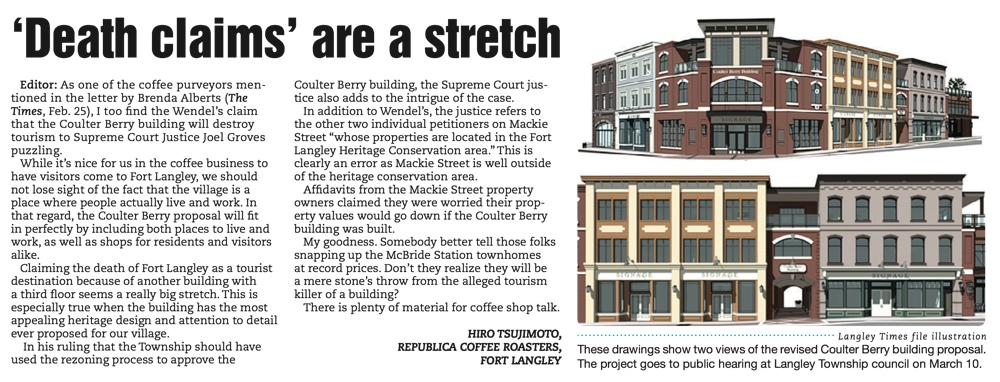 'Death claims' are a stretch
Editor: As one of the coffee purveyors men-
tioned in the letter by Brenda Alberts (The
Times, Feb. 25), I too find the Wendel's claim
that the Coulter Berry building will destroy
tourism to Supreme Court Justice Joel Groves
puzzling.
While it's nice for us in the coffee business to
have visitors come to Fort Langley, we should
not lose sight of the fact that the village is a
place where people actually live and work. In
that regard, the Coulter Berry proposal will fit
in perfectly by including both places to live and
work, as well as shops for residents and visitors
alike.
Claiming the death of Fort Langley as a tourist
destination because of another building with
a third floor seems a really big stretch. This is
especially true when the building has the most
appealing heritage design and attention to detail
ever proposed for our village.
In his ruling that the Township should have
used the rezoning process to approve the
Coulter Berry building, the Supreme Court jus-
tice also adds to the intrigue of the case.
In addition to Wendel's, the justice refers to
the other two individual petitioners on Mackie
Street "whose properties are located in the Fort
Langley Heritage Conservation area." This is
clearly an error as Mackie Street is well outside
of the heritage conservation area.
Affidavits from the Mackie Street property
owners claimed they were worried their prop-
erty values would go down if the Coulter Berry
building was built.
My goodness. Somebody better tell those folks
snapping up the McBride Station townhomes
at record prices. Don't they realize they will be
a mere stone's throw from the alleged tourism
killer of a building?
There is plenty of material for coffee shop talk.
HIRO TSUJIMOTO,
REPUBLICA COFFEE ROASTERS,
FORT LANGLEY
Coulter Berry Building
SIGNAGE
SIGNAGE
SIGNAGE
SIGNAGE
Langley Times file illustration
These drawings show two views of the revised Coulter Berry building proposal.
The project goes to public hearing at Langley Township council on March 10.